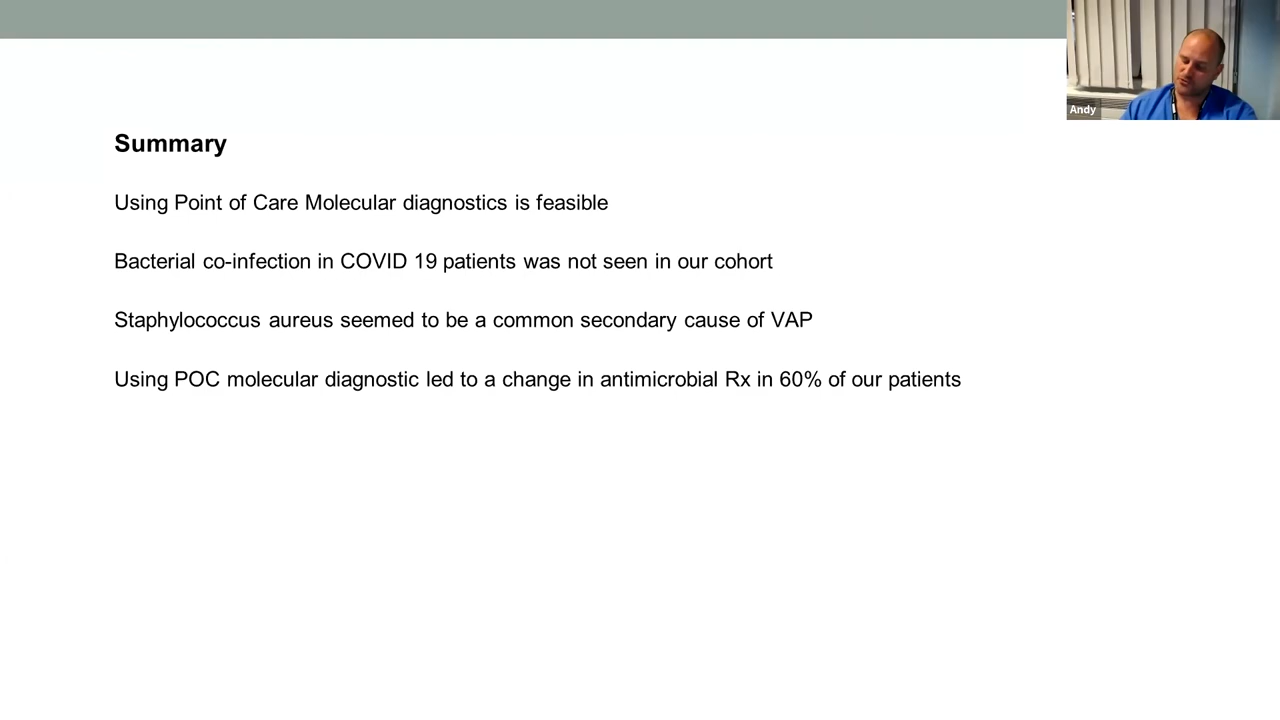 Andy
Summary
Using Point of Care Molecular diagnostics is feasible
Bacterial co-infection in COVID 19 patients was not seen in our cohort
Staphylococcus aureus seemed to be a common secondary cause of VAP
Using POC molecular diagnostic led to a change in antimicrobial Rx in 60% of our patients